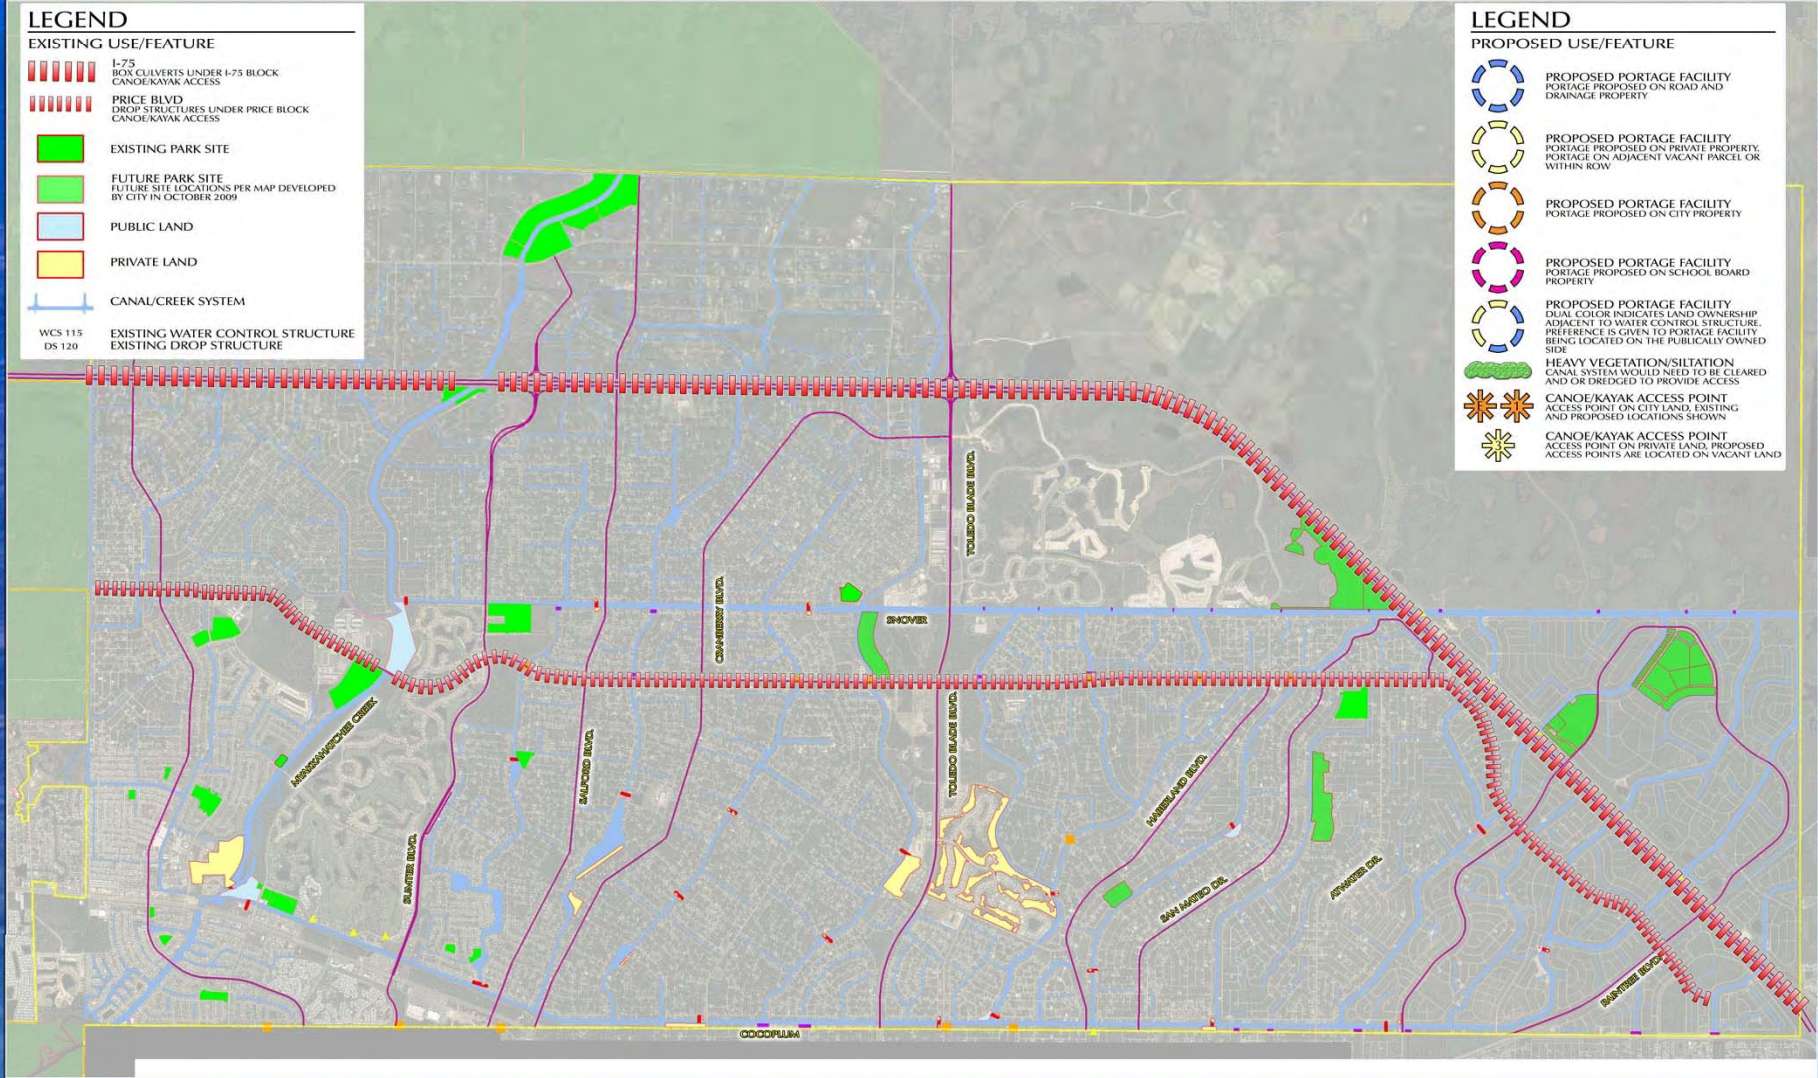 LEGEND
EXISTING USE/FEATURE
I-75
BOX CULVERTS UNDER I-75 BLOCK
CANOE/KAYAK ACCESS
PRICE BLVD
DROP STRUCTURES UNDER PRICE BLOCK
CANOE/KAYAK ACCESS
EXISTING PARK SITE
FUTURE PARK SITE
FUTURE SITE LOCATIONS PER MAP DEVELOPED
BY CITY IN OCTOBER 2009
PUBLIC LAND
PRIVATE LAND
CANAL/CREEK SYSTEM
WCS 115 EXISTING WATER CONTROL STRUCTURE
DS 120 EXISTING DROP STRUCTURE
LEGEND
PROPOSED USE/FEATURE
PROPOSED PORTAGE FACILITY
PORTAGE PROPOSED ON ROAD AND
DRAINAGE PROPERTY
PROPOSED PORTAGE FACILITY
PORTAGE PROPOSED ON PRIVATE PROPERTY.
PORTAGE ON ADJACENT VACANT PARCEL OR
WITHIN ROW
PROPOSED PORTAGE FACILITY
PORTAGE PROPOSED ON CITY PROPERTY
PROPOSED PORTAGE FACILITY
PORTAGE PROPOSED ON SCHOOL BOARD
PROPERTY
PROPOSED PORTAGE FACILITY
DUAL COLOR INDICATES LAND OWNERSHIP
ADJACENT TO WATER CONTROL STRUCTURE.
PREFERENCE IS GIVEN TO PORTAGE FACILITY
BEING LOCATED ON THE PUBLICALLY OWNED
SIDE
HEAVY VEGETATION/SILTATION
CANAL SYSTEM WOULD NEED TO BE CLEARED
AND OR DREDGED TO PROVIDE ACCESS
E 1 CANOE/KAYAK ACCESS POINT
ACCESS POINT ON CITY LAND, EXISTING
AND PROPOSED LOCATIONS SHOWN
CANOE/KAYAK ACCESS POINT
ACCESS POINT ON PRIVATE LAND, PROPOSED
ACCESS POINTS ARE LOCATED ON VACANT LAND
TOLEDO BLADE BLVD.
CRANBERRY BLVD.
SNOVER
MYAKKAHATCHEE CREEK
SALFORD BLVD.
TOLEDO BLADE BLVD.
HABERLAND BLVD.
SUMTER BLVD.
SAN MATEO DR.
ATWATER DR.
RAINTREE BLVD.
COCOPLUM